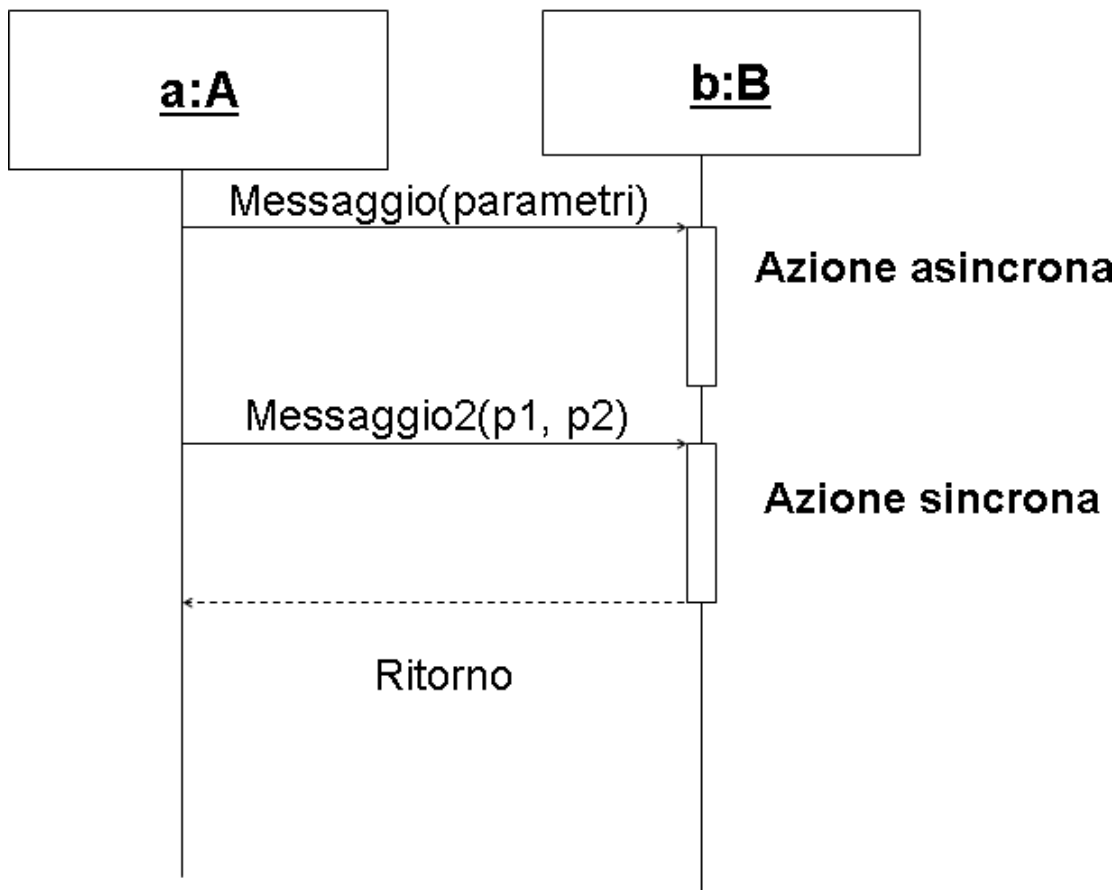 a:A
b:B
Messaggio(parametri)
Azione asincrona
Messaggio2(p1, p2)
Azione sincrona
Ritorno